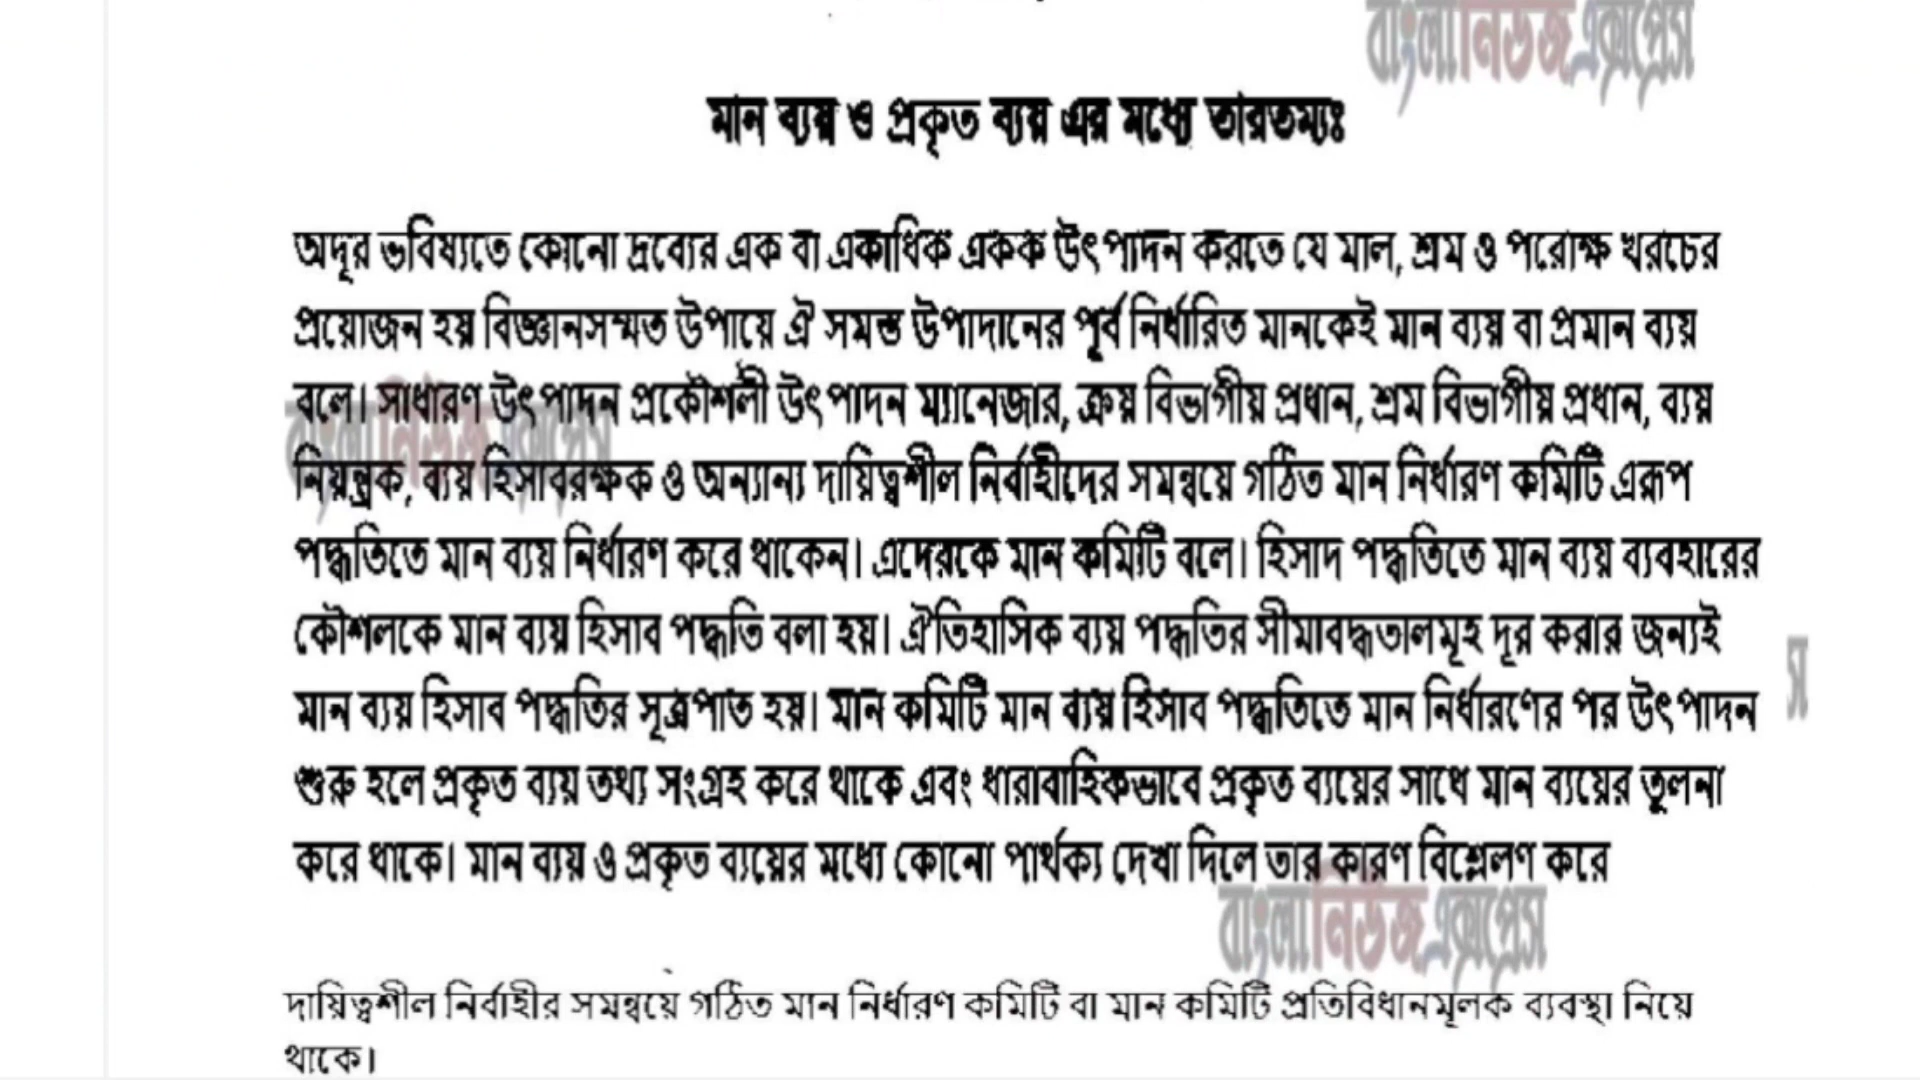 বাংলানিউজএক্সপ্রেস
মান ব্যয় ও প্রকৃত ব্যয় এর মধ্যে তারতম্যঃ
অদূর ভবিষ্যতে কোনো দ্রব্যের এক বা একাধিক একক উৎপাদন করতে যে মাল, শ্রম ও পরোক্ষ খরচের
প্রয়োজন হয় বিজ্ঞানসম্মত উপায়ে ঐ সমস্ত উপাদানের পূর্ব নির্ধারিত মানকেই মান ব্যয় বা প্রমান ব্যয়
বলে। সাধারণ উৎপাদন প্রকৌশলী উৎপাদন ম্যানেজার, ক্রয় বিভাগীয় প্রধান, শ্রম বিভাগীয় প্রধান, ব্যয়
নিয়ন্ত্রক, ব্যয় হিসাবরক্ষক ও অন্যান্য দায়িত্বশীল নির্বাহীদের সমন্বয়ে গঠিত মান নির্ধারণ কমিটি এরূপ
পদ্ধতিতে মান ব্যয় নির্ধারণ করে থাকেন। এদেরকে মান কমিটি বলে। হিসাদ পদ্ধতিতে মান ব্যয় ব্যবহারের
কৌশলকে মান ব্যয় হিসাব পদ্ধতি বলা হয়। ঐতিহাসিক ব্যয় পদ্ধতির সীমাবদ্ধতালমূহ দূর করার জন্যই
মান ব্যয় হিসাব পদ্ধতির সূত্রপাত হয়। মান কমিটি মান ব্যয় হিসাব পদ্ধতিতে মান নির্ধারণের পর উৎপাদন
শুরু হলে প্রকৃত ব্যয় তথ্য সংগ্রহ করে থাকে এবং ধারাবাহিকভাবে প্রকৃত ব্যয়ের সাথে মান ব্যয়ের তুলনা
করে থাকে। মান ব্যয় ও প্রকৃত ব্যয়ের মধ্যে কোনো পার্থক্য দেখা দিলে তার কারণ বিশ্লেলণ করে
বাংলানিউজএক্সপ্রেস
দায়িত্বশীল নির্বাহীর সমন্বয়ে গঠিত মান নির্ধারণ কমিটি বা মান কমিটি প্রতিবিধানমূলক ব্যবস্থা নিয়ে
থাকে।